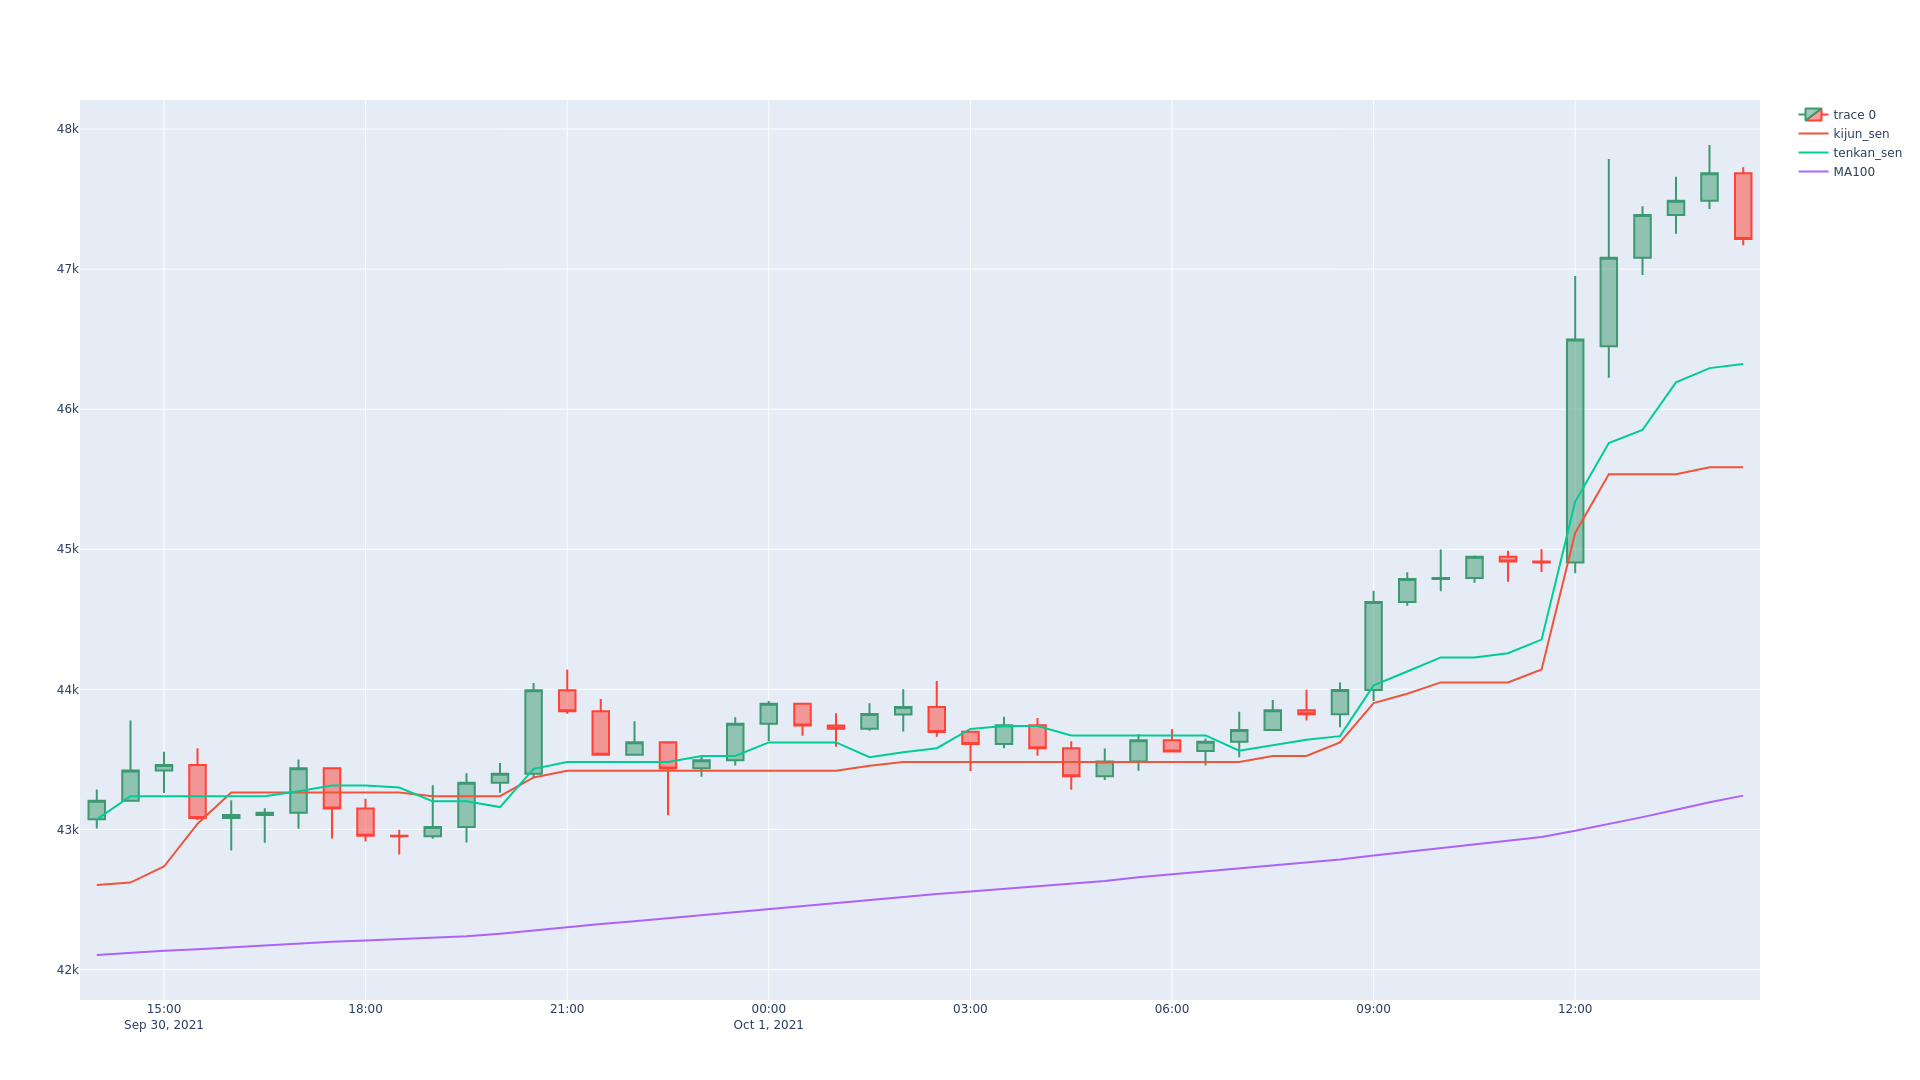 48k
47k
46k
45k
44k
43k
42k
15:00
Sep 30, 2021
18:00
21:00
00:00
Oct 1, 2021
03:00
06:00
09:00
12:00
trace 0
kijun_sen
tenkan_sen
MA100